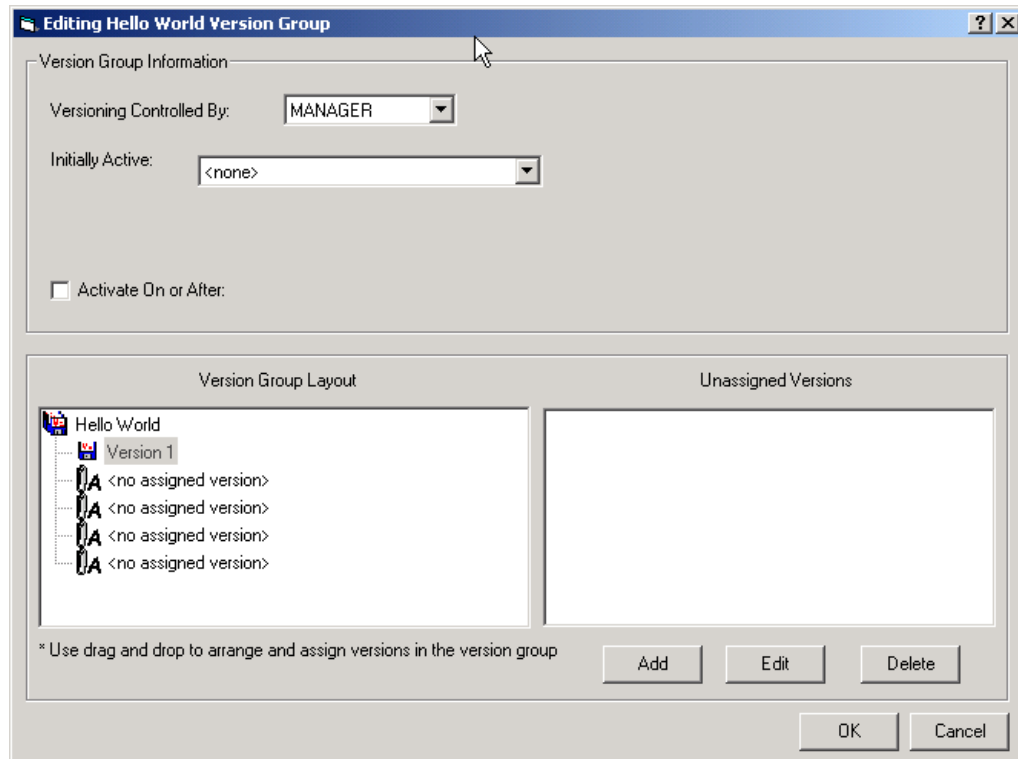 Editing Hello World Version Group
Version Group Information
Versioning Controlled By: MANAGER
Initially Active: <none>
Activate On or After:
Version Group Layout
Unassigned Versions
Hello World
Version 1
<no assigned version>
<no assigned version>
<no assigned version>
<no assigned version>
* Use drag and drop to arrange and assign versions in the version group
Add Edit Delete
OK Cancel